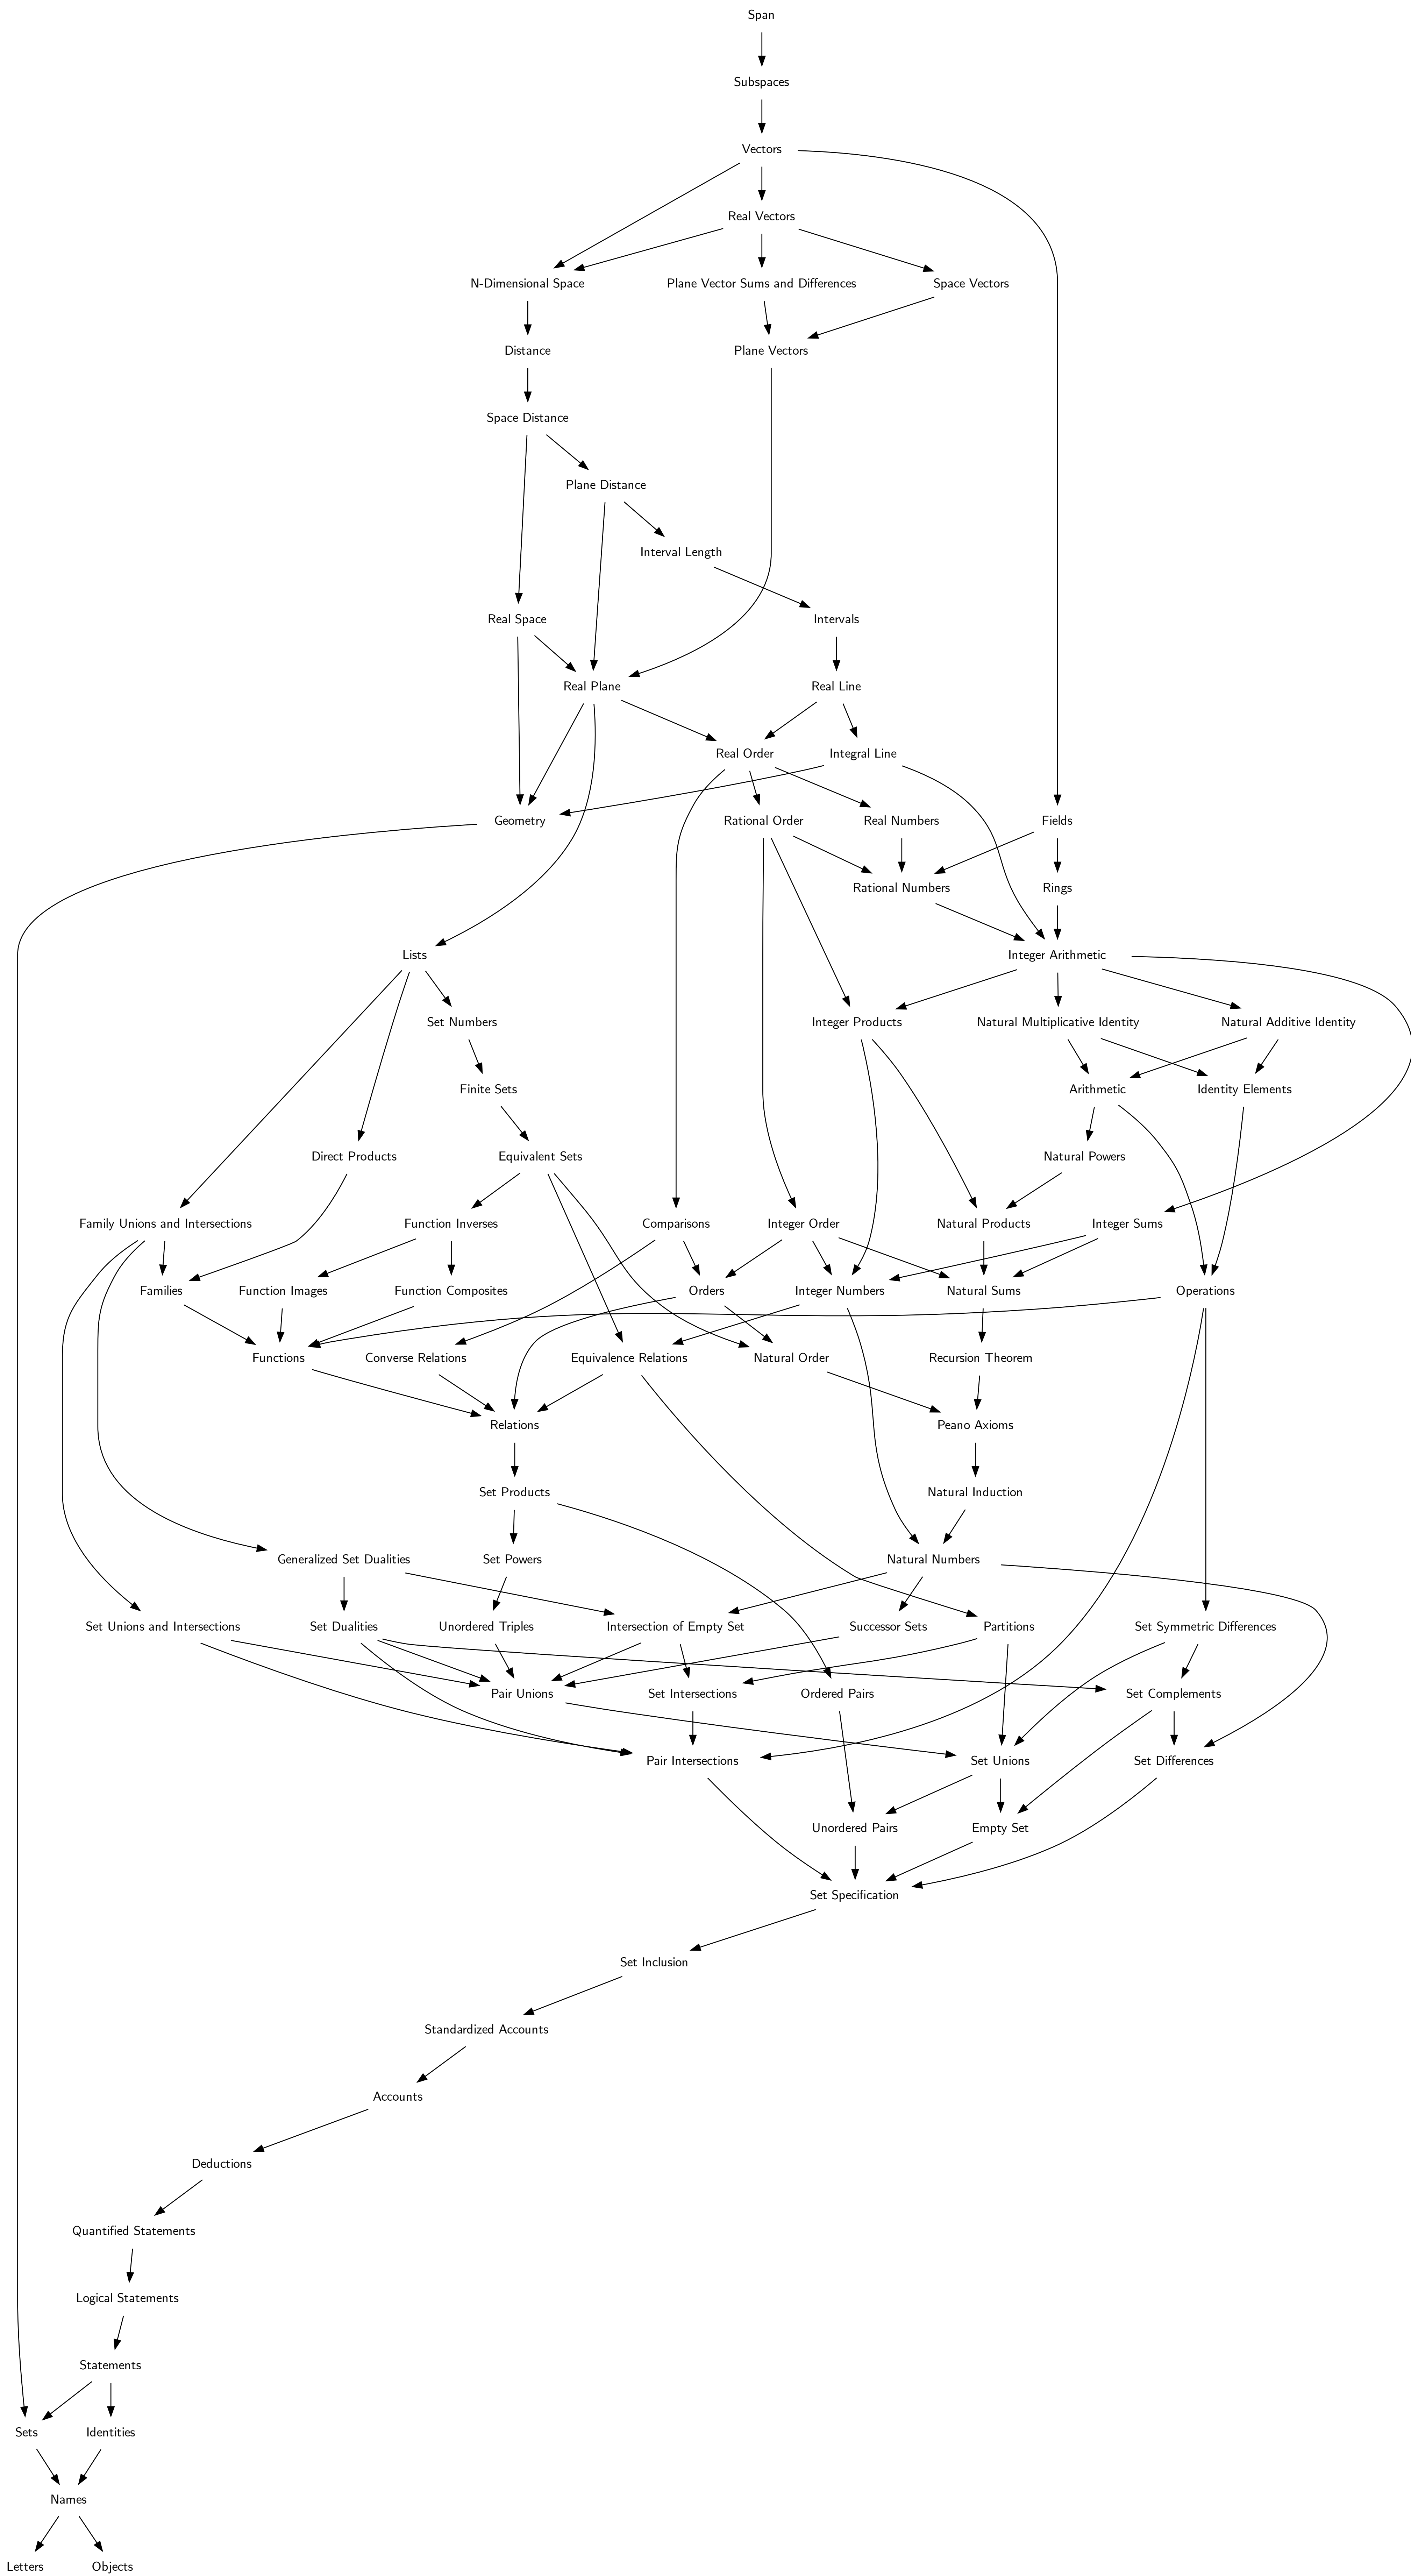 Span
Subspaces
Vectors
Real Vectors
N-Dimensional Space
Plane Vector Sums and Differences
Space Vectors
Distance
Plane Vectors
Space Distance
Plane Distance
Interval Length
Real Space
Intervals
Real Plane
Real Line
Real Order
Integral Line
Geometry
Rational Order
Real Numbers
Fields
Rational Numbers
Rings
Lists
Integer Arithmetic
Set Numbers
Integer Products
Natural Multiplicative Identity
Natural Additive Identity
Finite Sets
Arithmetic
Identity Elements
Direct Products
Equivalent Sets
Natural Powers
Family Unions and Intersections
Function Inverses
Comparisons
Integer Order
Natural Products
Integer Sums
Families
Function Images
Function Composites
Orders
Integer Numbers
Natural Sums
Operations
Functions
Converse Relations
Equivalence Relations
Natural Order
Recursion Theorem
Relations
Peano Axioms
Set Products
Natural Induction
Generalized Set Dualities
Set Powers
Natural Numbers
Set Unions and Intersections
Set Dualities
Unordered Triples
Intersection of Empty Set
Successor Sets
Partitions
Set Symmetric Differences
Pair Unions
Set Intersections
Ordered Pairs
Set Complements
Pair Intersections
Set Unions
Set Differences
Unordered Pairs
Empty Set
Set Specification
Set Inclusion
Standardized Accounts
Accounts
Deductions
Quantified Statements
Logical Statements
Statements
Sets
Identities
Names
Letters
Objects